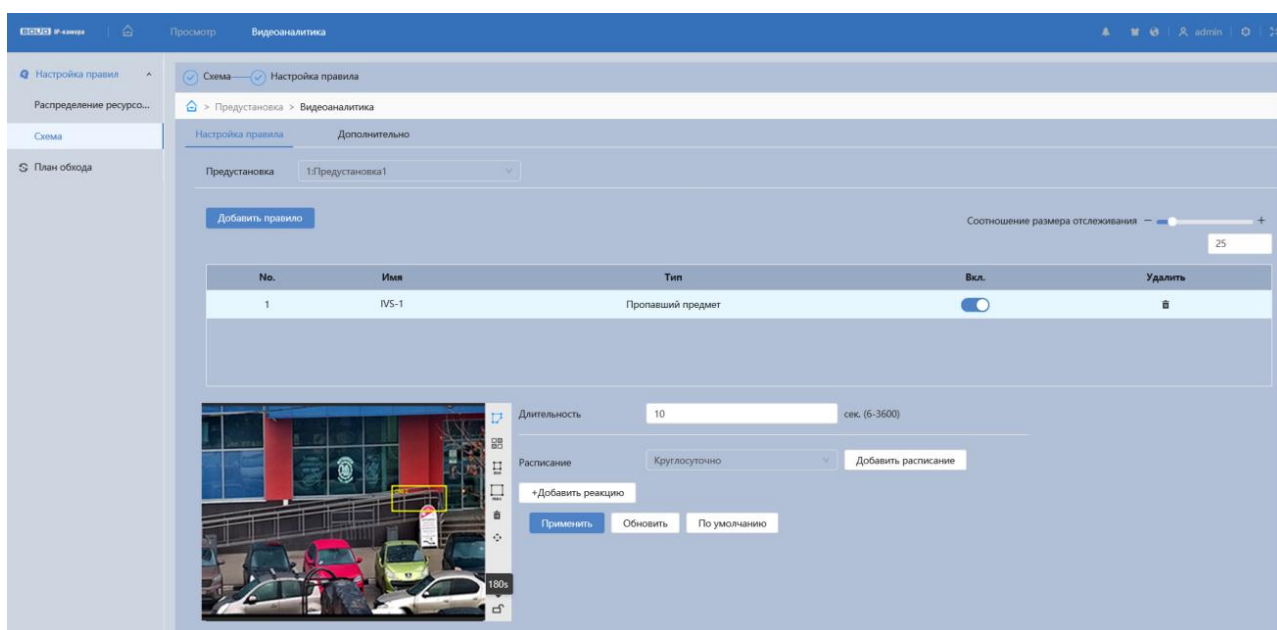 BOLID IP-камера
Просмотр
Видеоаналитика
admin
Настройка правил
Схема
Настройка правила
Распределение ресурсо...
> Предустановка > Видеоаналитика
Схема
Настройка правила
Дополнительно
План обхода
Предустановка
1:Предустановка1
Добавить правило
Соотношение размера отслеживания − +
25
No. Имя Тип Вкл. Удалить
1 IVS-1 Пропавший предмет
Длительность 10 сек. (6-3600)
Расписание Круглосуточно Добавить расписание
+Добавить реакцию
Применить Обновить По умолчанию
180s